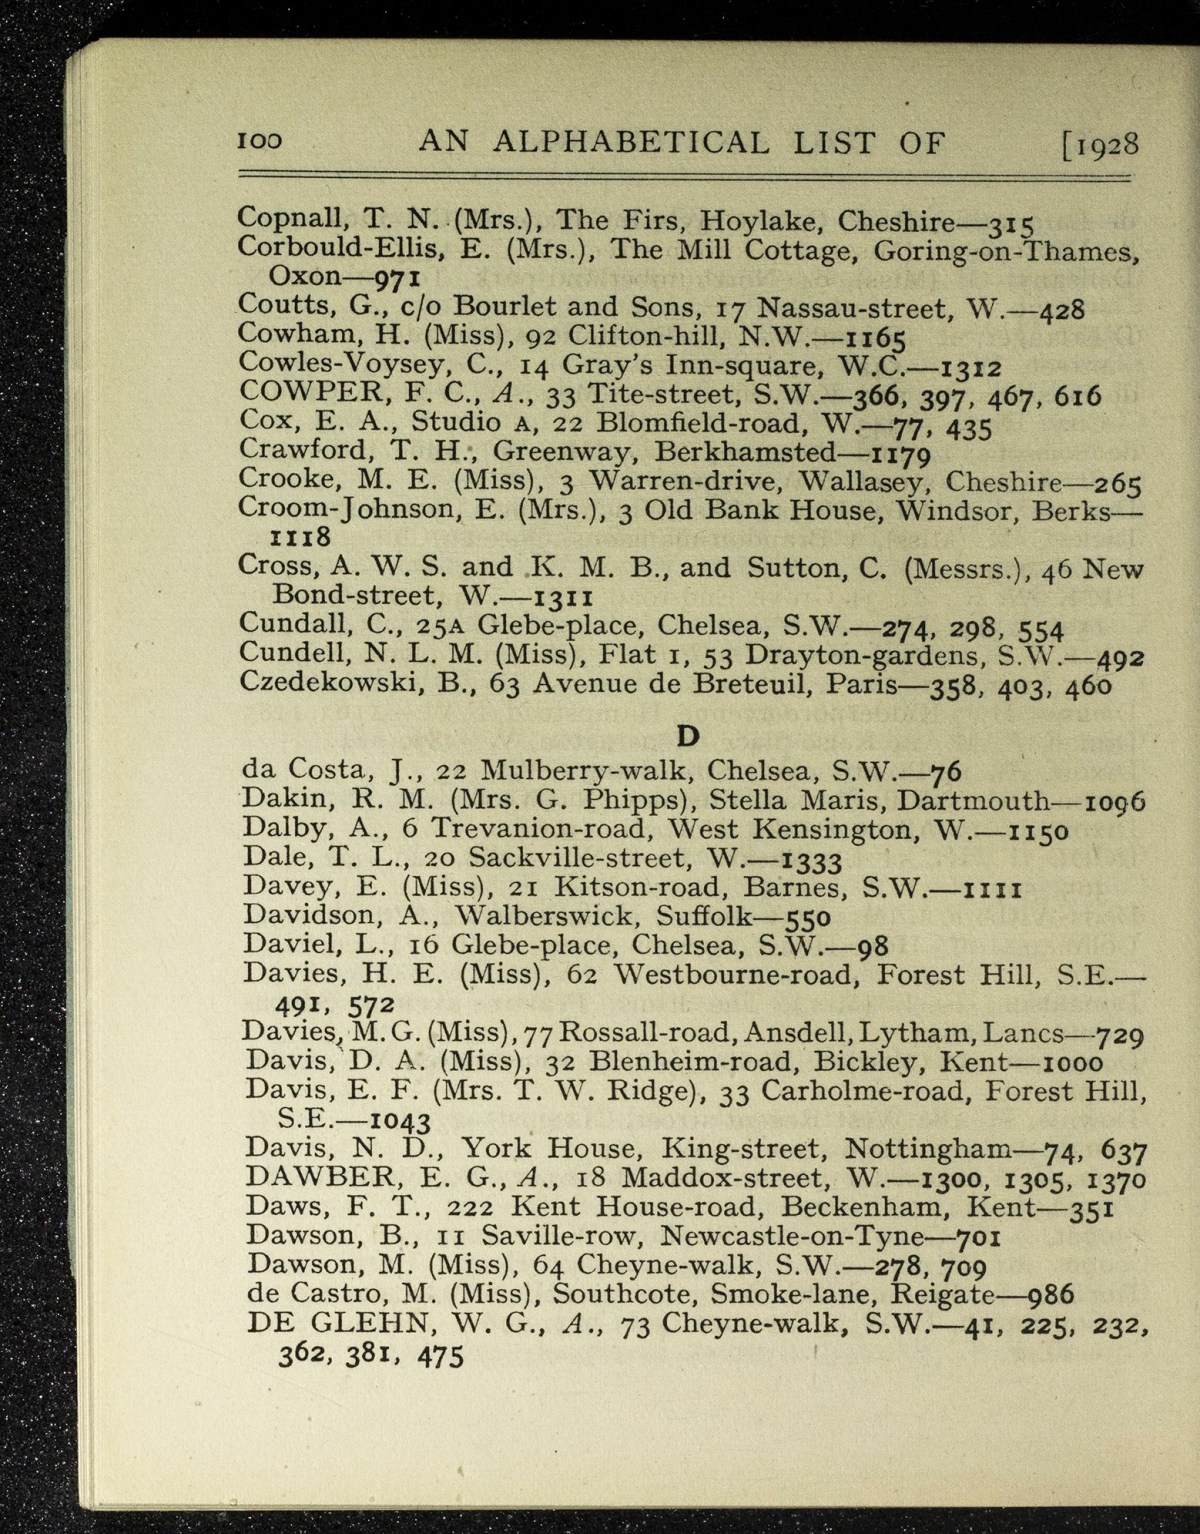 100 AN ALPHABETICAL LIST OF [1928
Copnall, T. N. (Mrs.), The Firs, Hoylake, Cheshire—315
Corbould-Ellis, E. (Mrs.), The Mill Cottage, Goring-on-Thames,
Oxon—971
Coutts, G., c/o Bourlet and Sons, 17 Nassau-street, W.—428
Cowham, H. (Miss), 92 Clifton-hill, N.W.—1165
Cowles-Voysey, C., 14 Gray's Inn-square, W.C.—1312
COWPER, F. C., A., 33 Tite-street, S.W.—366, 397, 467, 616
Cox, E. A., Studio A, 22 Blomfield-road, W.—77, 435
Crawford, T. H., Greenway, Berkhamsted—1179
Crooke, M. E. (Miss), 3 Warren-drive, Wallasey, Cheshire—265
Croom-Johnson, E. (Mrs.), 3 Old Bank House, Windsor, Berks—
1118
Cross, A. W. S. and K. M. B., and Sutton, C. (Messrs.), 46 New
Bond-street, W.—1311
Cundall, C., 25A Glebe-place, Chelsea, S.W.—274, 298, 554
Cundell, N. L. M. (Miss), Flat 1, 53 Drayton-gardens, S.W.—492
Czedekowski, B., 63 Avenue de Breteuil, Paris—358, 403, 460
D
da Costa, J., 22 Mulberry-walk, Chelsea, S.W.—76
Dakin, R. M. (Mrs. G. Phipps), Stella Maris, Dartmouth—1096
Dalby, A., 6 Trevanion-road, West Kensington, W.—1150
Dale, T. L., 20 Sackville-street, W.—1333
Davey, E. (Miss), 21 Kitson-road, Barnes, S.W.—1111
Davidson, A., Walberswick, Suffolk—550
Daviel, L., 16 Glebe-place, Chelsea, S.W.—98
Davies, H. E. (Miss), 62 Westbourne-road, Forest Hill, S.E.—
491, 572
Davies, M. G. (Miss), 77 Rossall-road, Ansdell, Lytham, Lancs—729
Davis, D. A. (Miss), 32 Blenheim-road, Bickley, Kent—1000
Davis, E. F. (Mrs. T. W. Ridge), 33 Carholme-road, Forest Hill,
S.E.—1043
Davis, N. D., York House, King-street, Nottingham—74, 637
DAWBER, E. G., A., 18 Maddox-street, W.—1300, 1305, 1370
Daws, F. T., 222 Kent House-road, Beckenham, Kent—351
Dawson, B., 11 Saville-row, Newcastle-on-Tyne—701
Dawson, M. (Miss), 64 Cheyne-walk, S.W.—278, 709
de Castro, M. (Miss), Southcote, Smoke-lane, Reigate—986
DE GLEHN, W. G., A., 73 Cheyne-walk, S.W.—41, 225, 232,
362, 381, 475